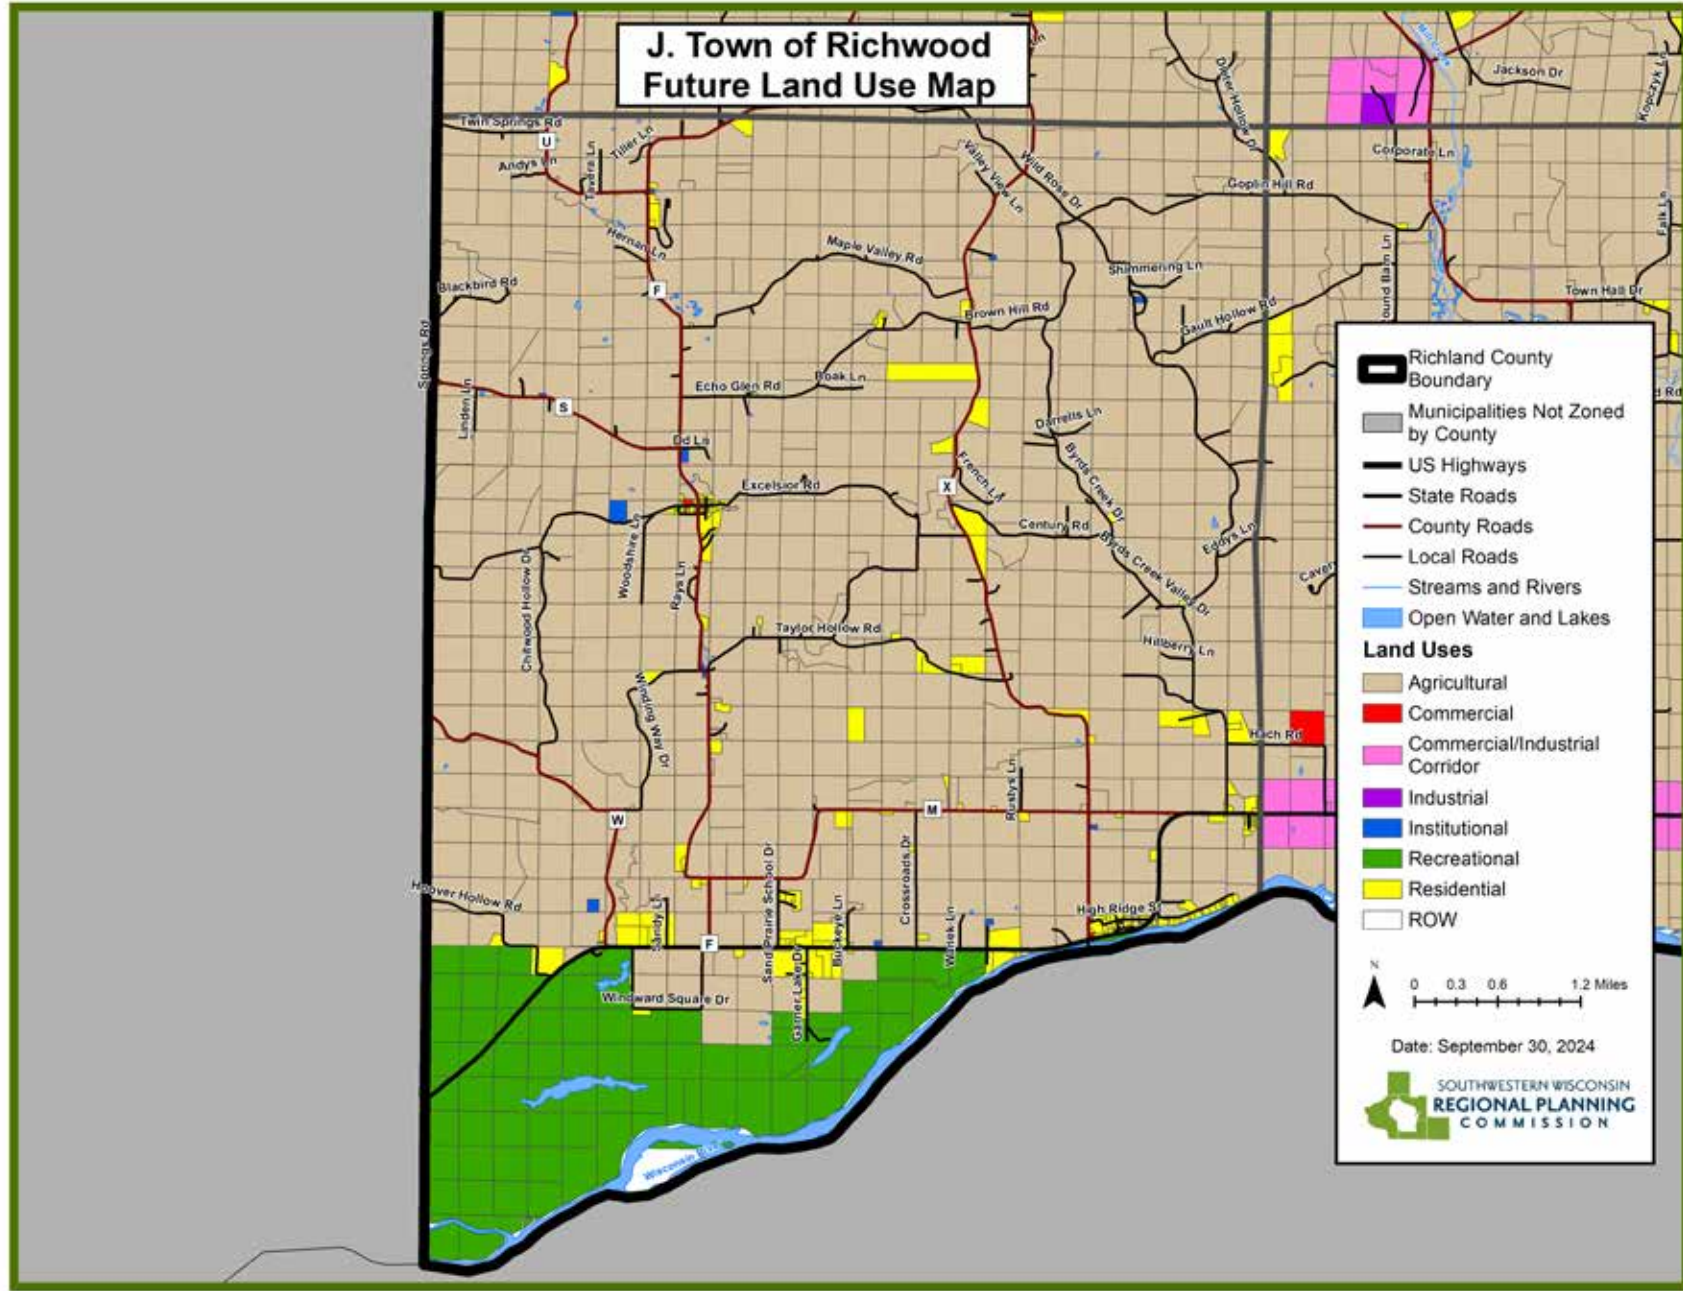 J. Town of Richwood
Future Land Use Map
Twin Springs Rd
U
Andys Ln
Tavera Ln
Tiller Ln
Hernan Ln
F
Blackbird Rd
Springs Rd
Linden Ln
S
Maple Valley Rd
Valley View Ln
Wild Rose Dr
Dieter Hollow Dr
Goplin Hill Rd
Jackson Dr
Kopczyk Ln
Corporate Ln
Falk Ln
Town Hall Dr
Shimmering Ln
Gault Hollow Rd
Brown Hill Rd
Echo Glen Rd
Boak Ln
Dd Ln
Excelsior Rd
X
French Ln
Darrells Ln
Byrds Creek Dr
Century Rd
Byrds Creek Valley Dr
Eddys Ln
Hillberry Ln
Chitwood Hollow Dr
Woodshire Ln
Rays Ln
Taylor Hollow Rd
Winding Way Dr
Hach Rd
Rustys Ln
W
M
Hoover Hollow Rd
Sandy Ln
F
Sand Prairie School Dr
Buckeye Ln
Crossroads Dr
High Ridge St
Windward Square Dr
Garner Lake Dr
Wisconsin River
Richland County
Boundary
Municipalities Not Zoned
by County
US Highways
State Roads
County Roads
Local Roads
Streams and Rivers
Open Water and Lakes
Land Uses
Agricultural
Commercial
Commercial/Industrial
Corridor
Industrial
Institutional
Recreational
Residential
ROW
N
0 0.3 0.6 1.2 Miles
Date: September 30, 2024
SOUTHWESTERN WISCONSIN
REGIONAL PLANNING
COMMISSION